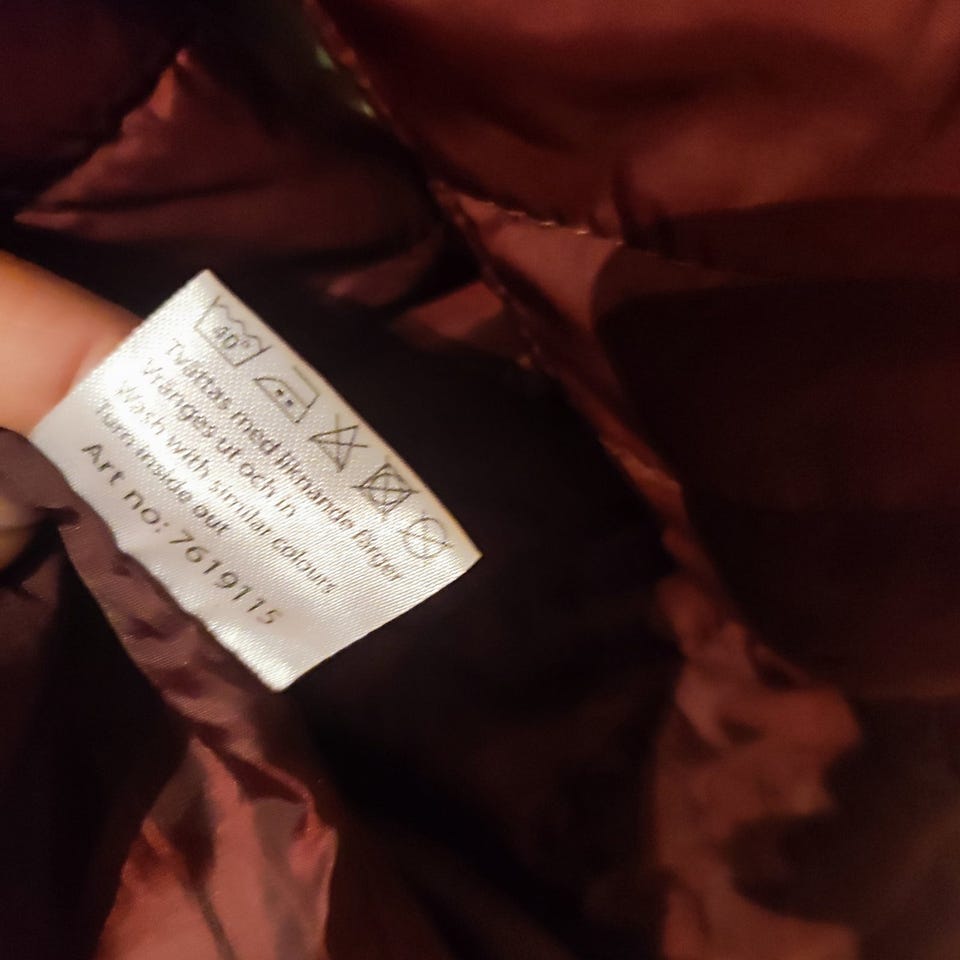 40°
Tvättas med liknande färger
Vränges ut och in
Wash with similar colours
Turn inside out
Art no: 7619115